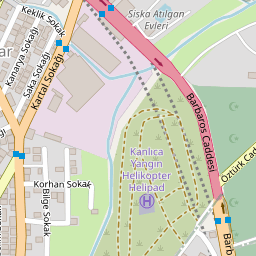 Keklik Sokak
Siska Atılgan
Evleri
Kanarya Sokağı
Saka Sokağı
Kartal Sokağı
Barbaros Caddesi
Kanlıca
Yangın
Helikopter
Helipad
H
Öztürk Cad
Korhan Sokak
Bilge Sokak
Barb